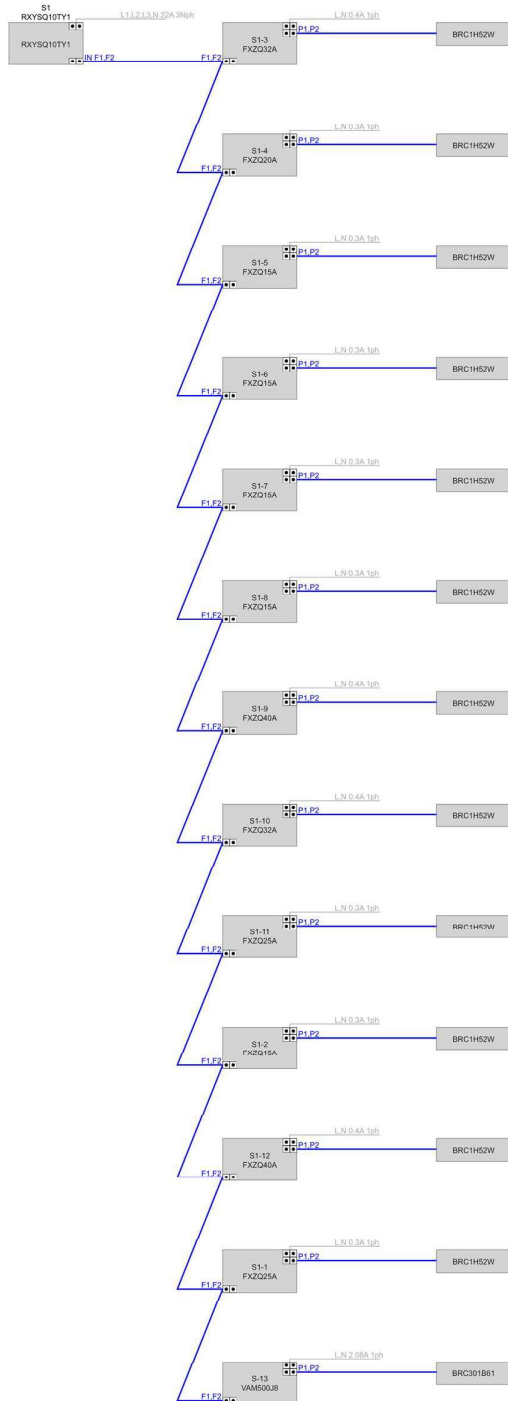 S1
RXYSQ10TY1
L1,L2,L3,N 22A 3Nph
RXYSQ10TY1
IN F1,F2
L,N 0.4A 1ph
S1-3
FXZQ32A
P1,P2
BRC1H52W
F1,F2
L,N 0.3A 1ph
S1-4
FXZQ20A
P1,P2
BRC1H52W
F1,F2
L,N 0.3A 1ph
S1-5
FXZQ15A
P1,P2
BRC1H52W
F1,F2
L,N 0.3A 1ph
S1-6
FXZQ15A
P1,P2
BRC1H52W
F1,F2
L,N 0.3A 1ph
S1-7
FXZQ15A
P1,P2
BRC1H52W
F1,F2
L,N 0.3A 1ph
S1-8
FXZQ15A
P1,P2
BRC1H52W
F1,F2
L,N 0.4A 1ph
S1-9
FXZQ40A
P1,P2
BRC1H52W
F1,F2
L,N 0.4A 1ph
S1-10
FXZQ32A
P1,P2
BRC1H52W
F1,F2
L,N 0.3A 1ph
S1-11
FXZQ25A
P1,P2
BRC1H52W
F1,F2
L,N 0.3A 1ph
S1-2
FXZQ15A
P1,P2
BRC1H52W
F1,F2
L,N 0.4A 1ph
S1-12
FXZQ40A
P1,P2
BRC1H52W
F1,F2
L,N 0.3A 1ph
S1-1
FXZQ25A
P1,P2
BRC1H52W
F1,F2
L,N 2.08A 1ph
S-13
VAM500J8
P1,P2
BRC301B61
F1,F2